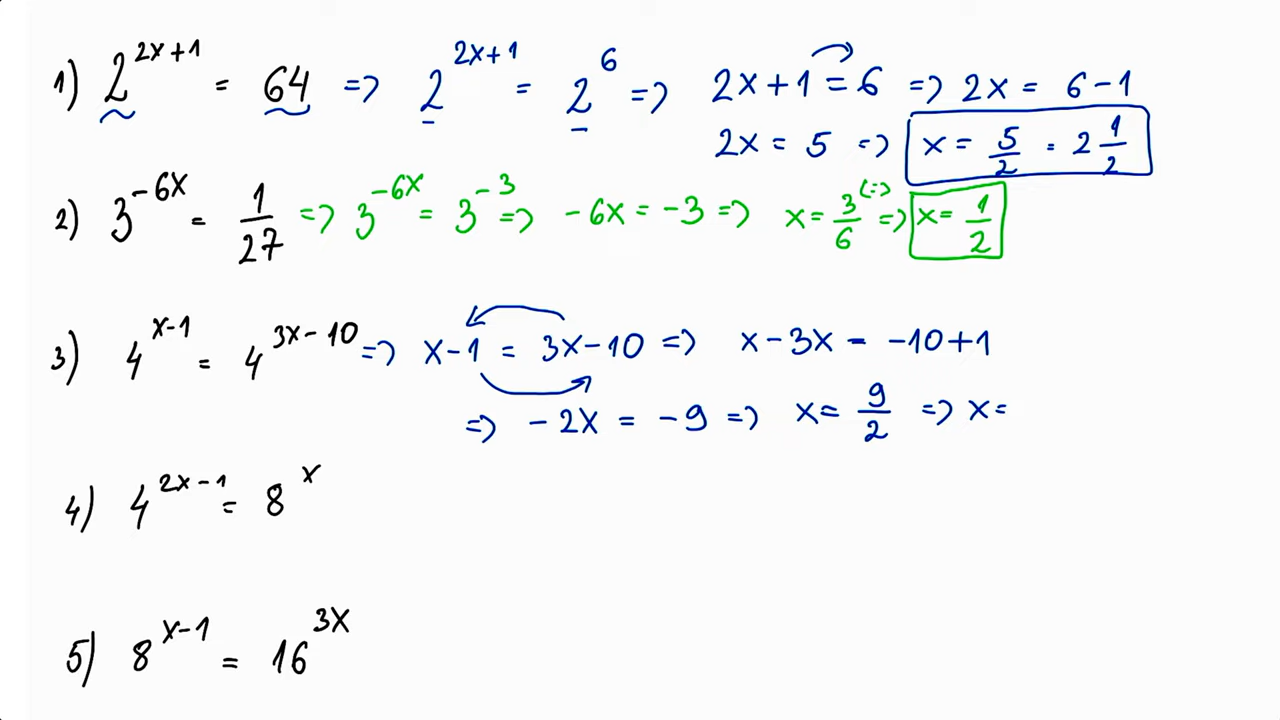 1) 2^{2x+1} = 64 => 2^{2x+1} = 2^{6} => 2x+1 = 6 => 2x = 6-1
2x = 5 => x = 5/2 = 2 1/2
2) 3^{-6x} = 1/27 => 3^{-6x} = 3^{-3} => -6x = -3 => x = 3/6 (:3) => x = 1/2
3) 4^{x-1} = 4^{3x-10} => x-1 = 3x-10 => x-3x = -10+1
=> -2x = -9 => x = 9/2 => x=
4) 4^{2x-1} = 8^{x}
5) 8^{x-1} = 16^{3x}